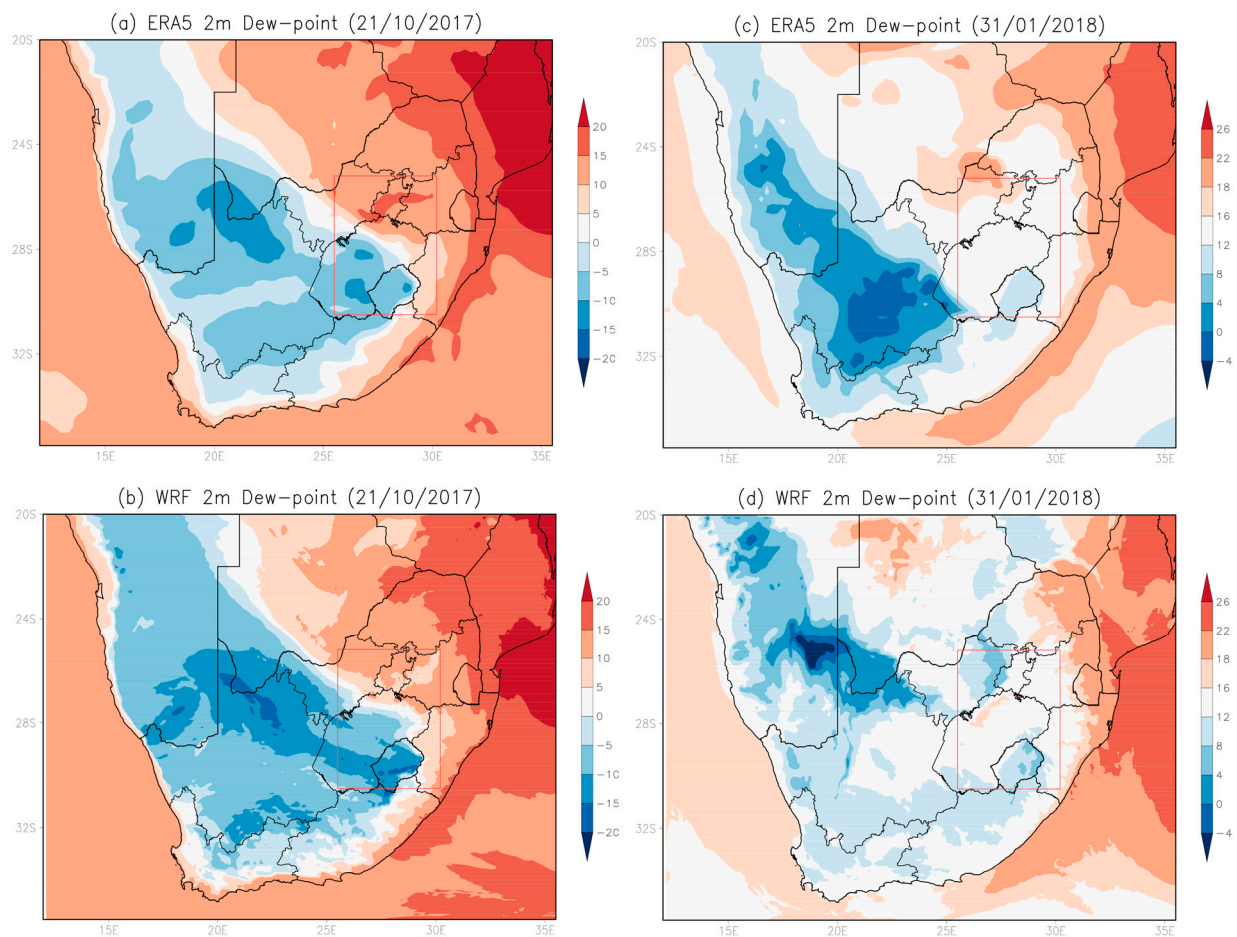 (a) ERA5 2m Dew-point (21/10/2017)
20S
24S
28S
32S
15E 20E 25E 30E 35E
20
15
10
5
0
-5
-10
-15
-20
(c) ERA5 2m Dew-point (31/01/2018)
20S
24S
28S
32S
15E 20E 25E 30E 35E
26
22
18
16
12
8
4
0
-4
(b) WRF 2m Dew-point (21/10/2017)
20S
24S
28S
32S
15E 20E 25E 30E 35E
20
15
10
5
0
-5
-10
-15
-20
(d) WRF 2m Dew-point (31/01/2018)
20S
24S
28S
32S
15E 20E 25E 30E 35E
26
22
18
16
12
8
4
0
-4